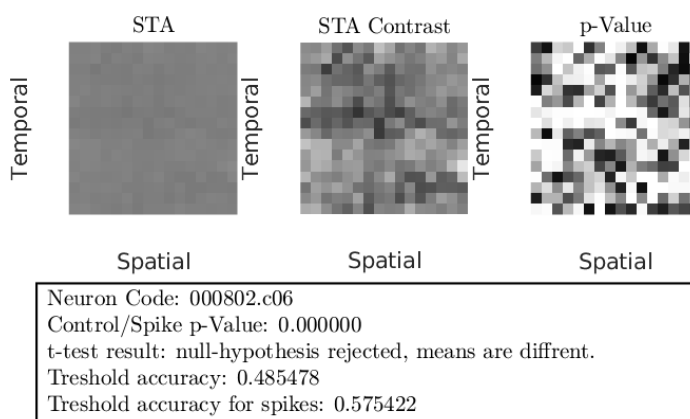 STA
STA Contrast
p-Value
Temporal
Temporal
Temporal
Spatial
Spatial
Spatial
Neuron Code: 000802.c06
Control/Spike p-Value: 0.000000
t-test result: null-hypothesis rejected, means are diffrent.
Treshold accuracy: 0.485478
Treshold accuracy for spikes: 0.575422